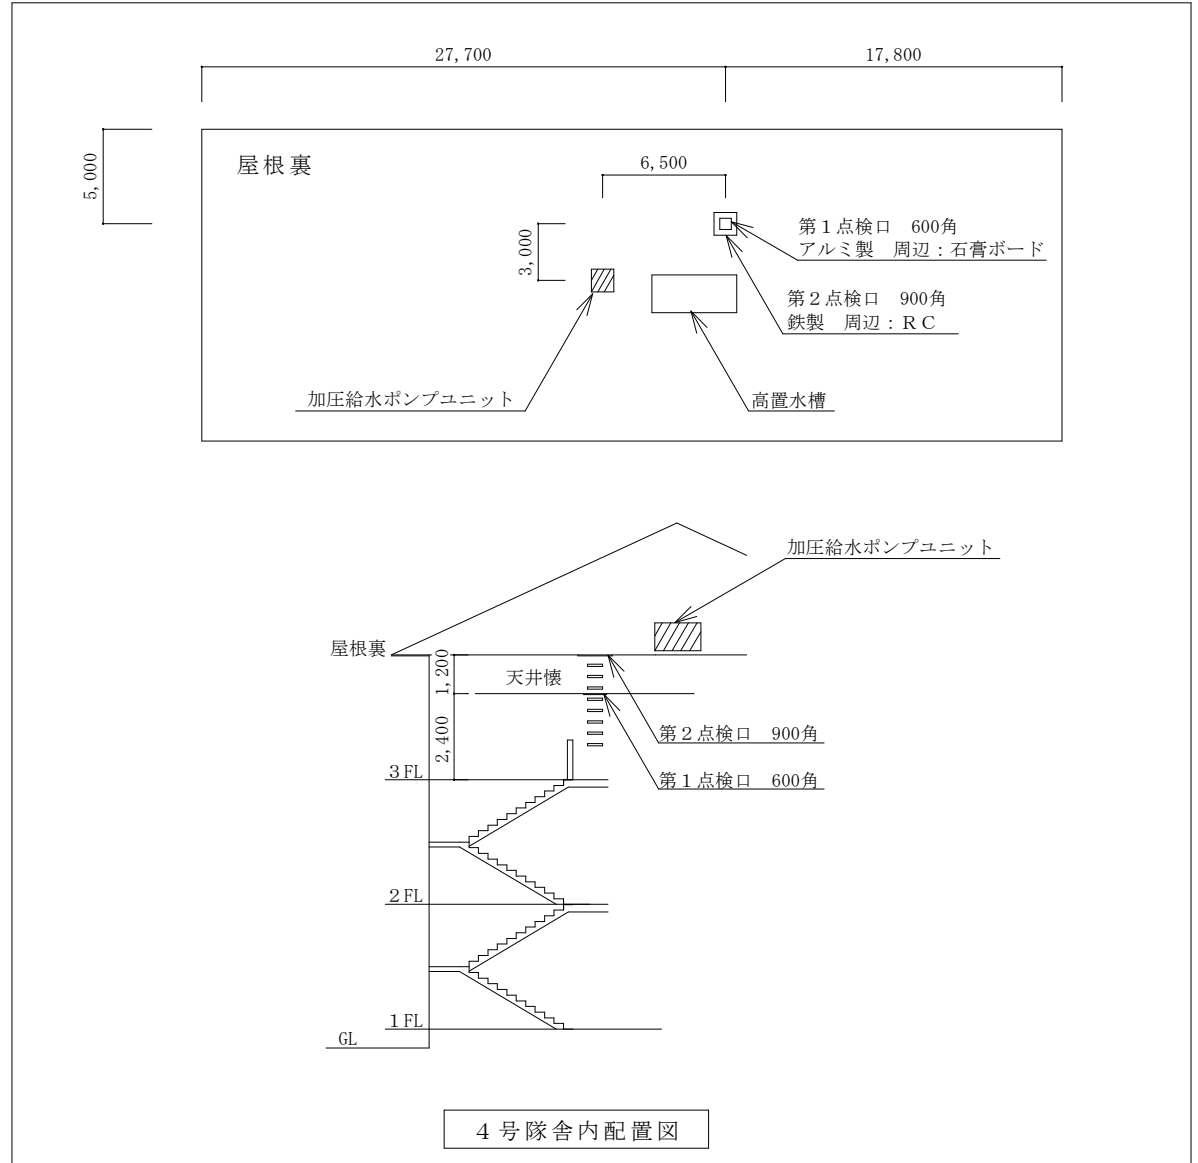 27,700
17,800
5,000
屋根裏
6,500
3,000
第１点検口　600角
アルミ製　周辺：石膏ボード
第２点検口　900角
鉄製　周辺：ＲＣ
加圧給水ポンプユニット
高置水槽
加圧給水ポンプユニット
屋根裏
1,200
天井懐
2,400
第２点検口　900角
３FL
第１点検口　600角
２FL
１FL
GL
４号隊舎内配置図